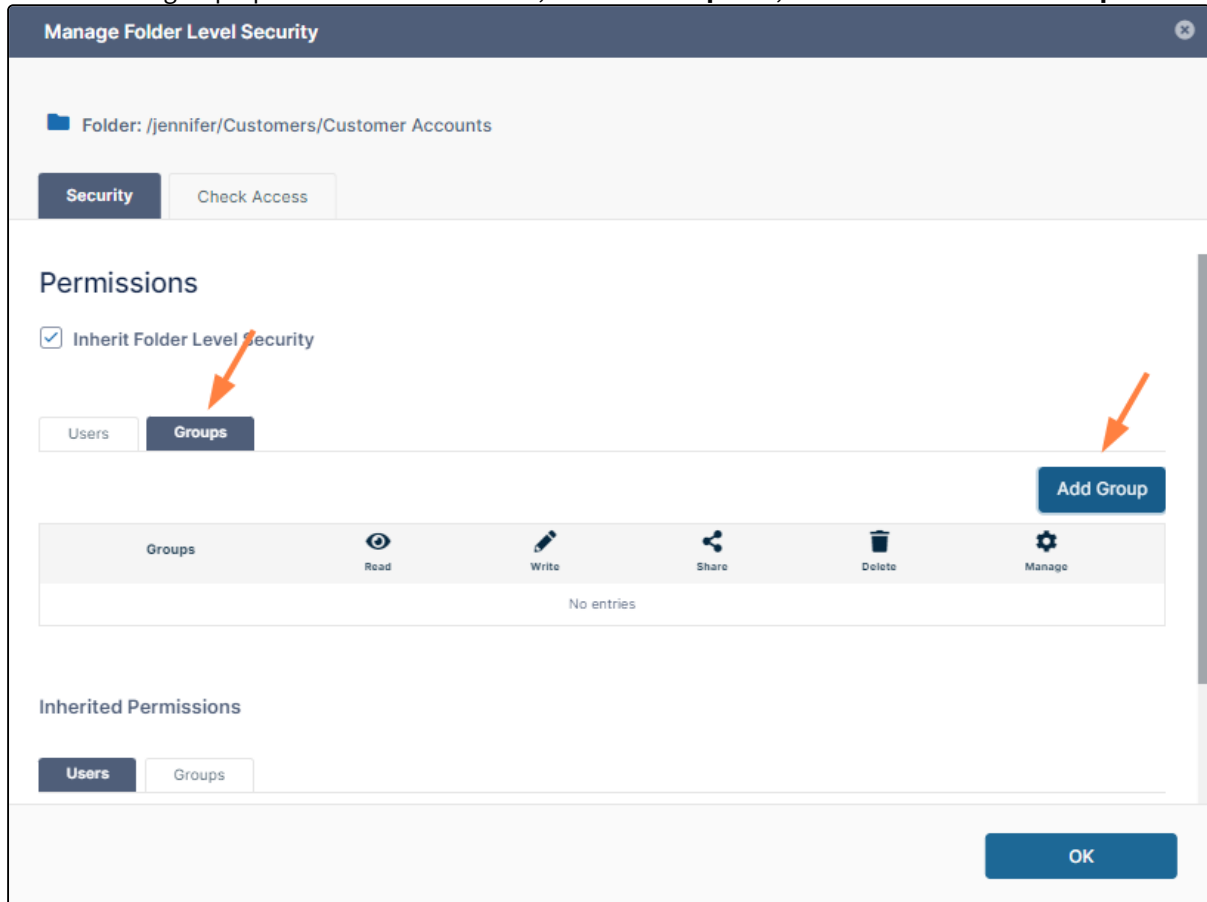 Manage Folder Level Security
Folder: /jennifer/Customers/Customer Accounts
Security Check Access
Permissions
Inherit Folder Level Security
Users Groups
Add Group
Groups Read Write Share Delete Manage
No entries
Inherited Permissions
Users Groups
OK